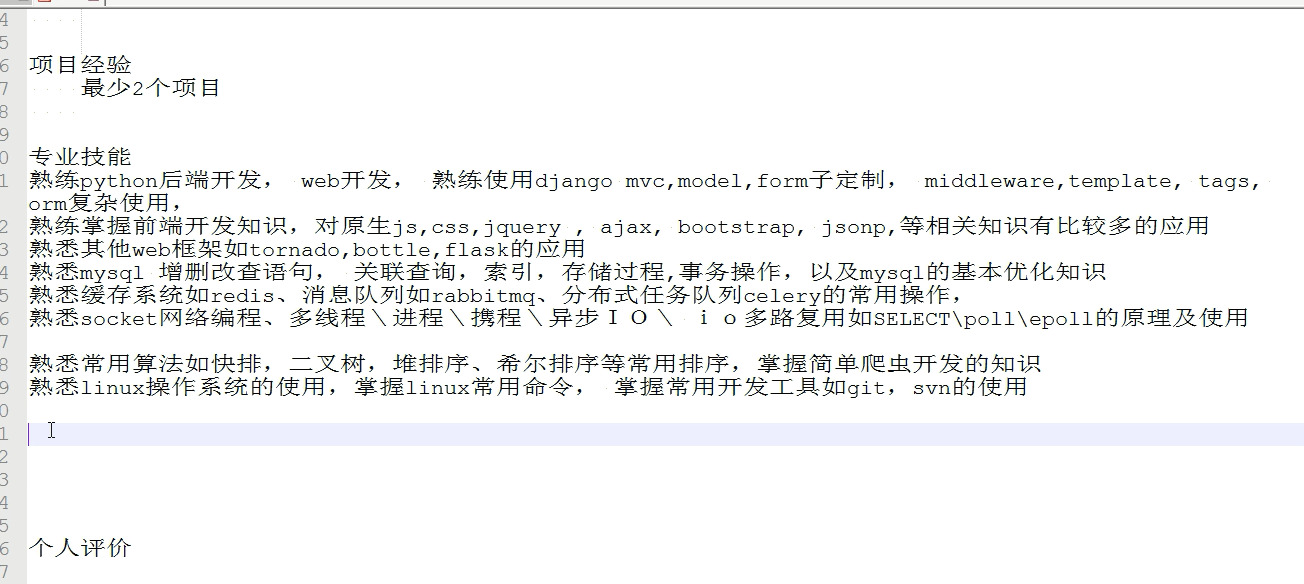 4
5
6 项目经验
7 最少2个项目
8
9
0 专业技能
1 熟练python后端开发， web开发， 熟练使用django mvc,model,form子定制， middleware,template, tags,
orm复杂使用，
2 熟练掌握前端开发知识，对原生js,css,jquery , ajax, bootstrap, jsonp,等相关知识有比较多的应用
3 熟悉其他web框架如tornado,bottle,flask的应用
4 熟悉mysql 增删改查语句， 关联查询，索引，存储过程,事务操作，以及mysql的基本优化知识
5 熟悉缓存系统如redis、消息队列如rabbitmq、分布式任务队列celery的常用操作，
6 熟悉socket网络编程、多线程＼进程＼携程＼异步ＩＯ＼ ｉｏ多路复用如SELECT\poll\epoll的原理及使用
7
8 熟悉常用算法如快排，二叉树，堆排序、希尔排序等常用排序，掌握简单爬虫开发的知识
9 熟悉linux操作系统的使用，掌握linux常用命令， 掌握常用开发工具如git，svn的使用
0
1
2
3
4
5
6 个人评价
7